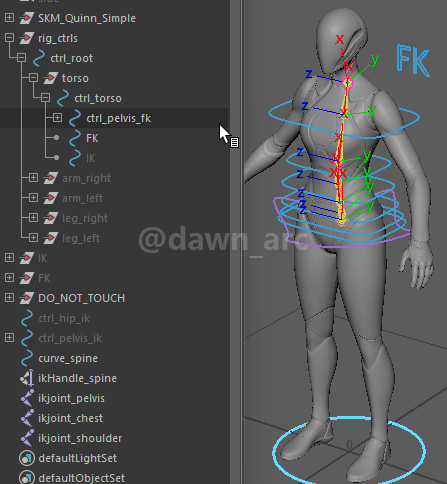 SKM_Quinn_Simple
rig_ctrls
ctrl_root
torso
ctrl_torso
ctrl_pelvis_fk
FK
IK
arm_right
arm_left
leg_right
leg_left
IK
FK
DO_NOT_TOUCH
ctrl_hip_ik
ctrl_pelvis_ik
curve_spine
ikHandle_spine
ikjoint_pelvis
ikjoint_chest
ikjoint_shoulder
defaultLightSet
defaultObjectSet
FK
x
x
y
z
x
y
z
x
y
z
x
x
y
z
y
z
z
y
@dawn_arc